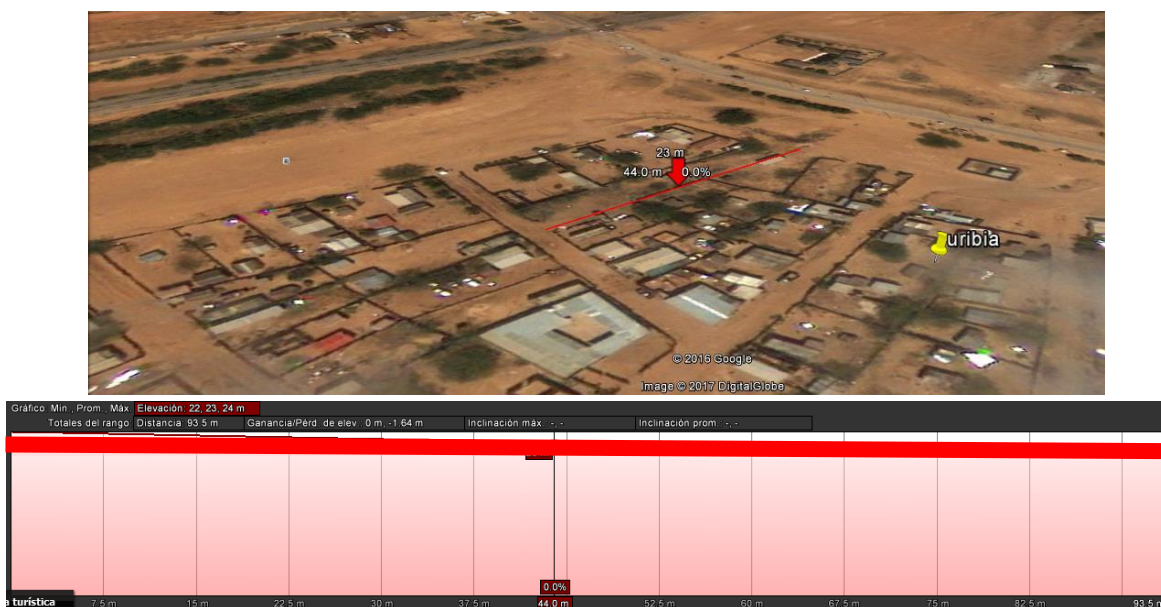 23 m
44.0 m 0.0%
uribia
© 2016 Google
Image © 2017 DigitalGlobe
Gráfico: Mín., Prom., Máx. Elevación: 22, 23, 24 m
Totales del rango Distancia: 93.5 m Ganancia/Pérd. de elev.: 0 m, -1.64 m Inclinación máx.: -, - Inclinación prom.: -, -
0.0%
a turística 7.5 m 15 m 22.5 m 30 m 37.5 m 44.0 m 52.5 m 60 m 67.5 m 75 m 82.5 m 93.5 m